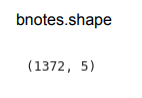 bnotes.shape
(1372, 5)